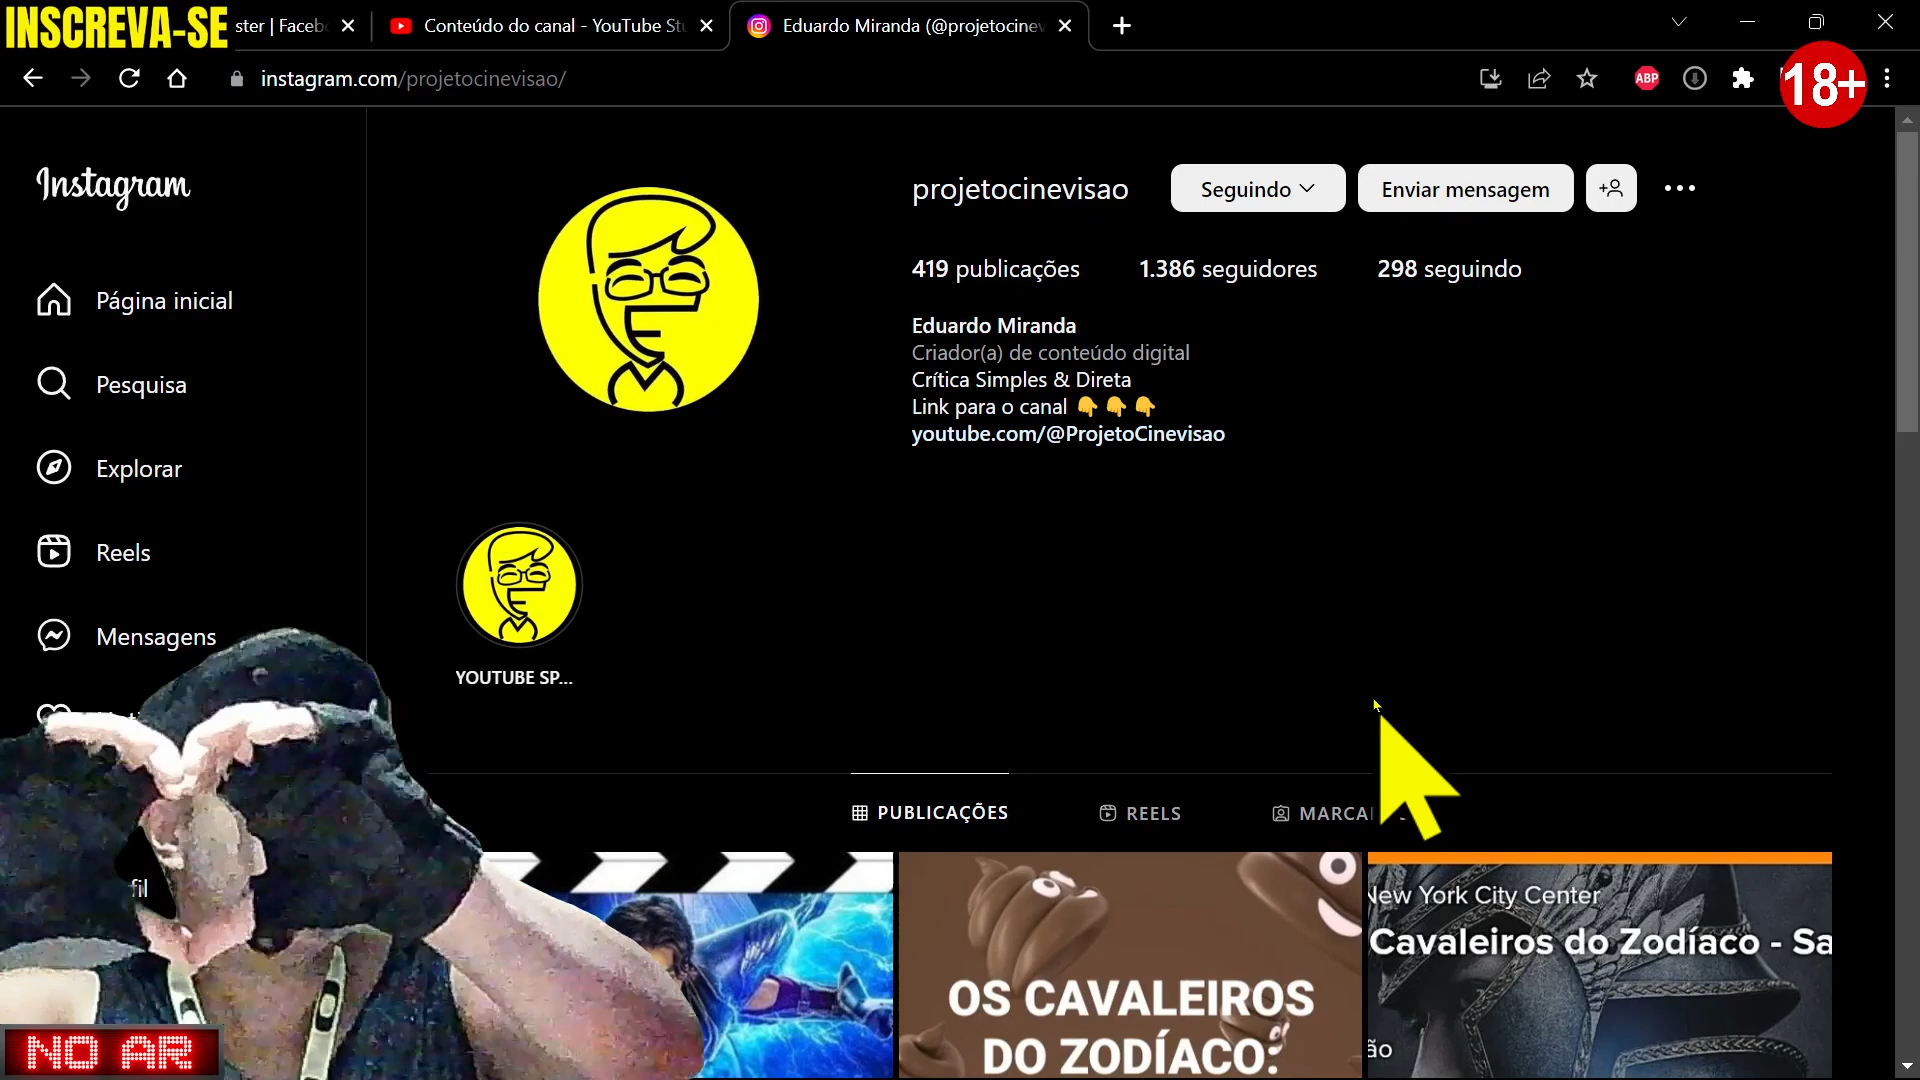 INSCREVA-SE
ster | Faceb
Conteúdo do canal - YouTube St
Eduardo Miranda (@projetocinev
instagram.com/projetocinevisao/
ABP
18+
Instagram
Página inicial
Pesquisa
Explorar
Reels
Mensagens
fil
projetocinevisao
Seguindo
Enviar mensagem
419 publicações
1.386 seguidores
298 seguindo
Eduardo Miranda
Criador(a) de conteúdo digital
Crítica Simples & Direta
Link para o canal 👇 👇 👇
youtube.com/@ProjetoCinevisao
YOUTUBE SP...
PUBLICAÇÕES
REELS
MARCA
OS CAVALEIROS
DO ZODÍACO:
New York City Center
Cavaleiros do Zodíaco - Sa
ão
NO AR